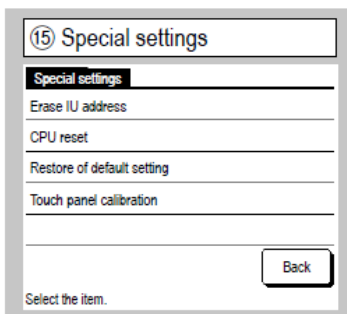 ⑮ Special settings
Special settings
Erase IU address
CPU reset
Restore of default setting
Touch panel calibration
Back
Select the item.